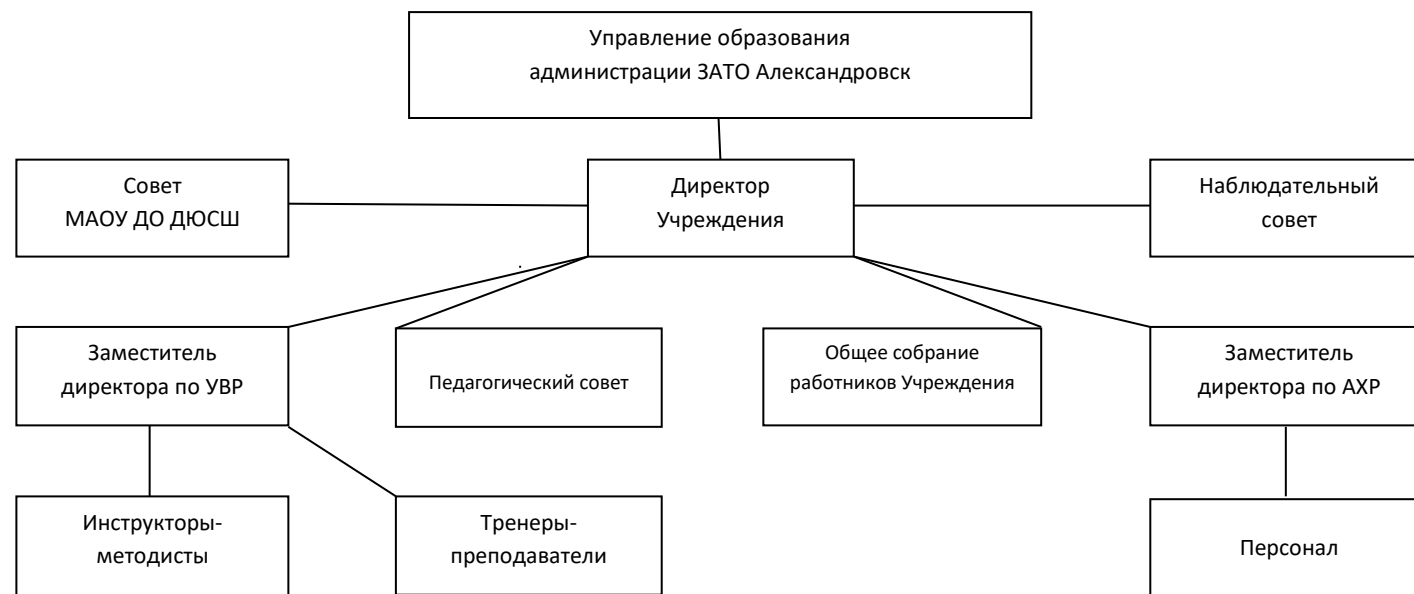 Управление образования
администрации ЗАТО Александровск
Совет
МАОУ ДО ДЮСШ
Директор
Учреждения
Наблюдательный
совет
Заместитель
директора по УВР
Педагогический совет
Общее собрание
работников Учреждения
Заместитель
директора по АХР
Инструкторы-
методисты
Тренеры-
преподаватели
Персонал